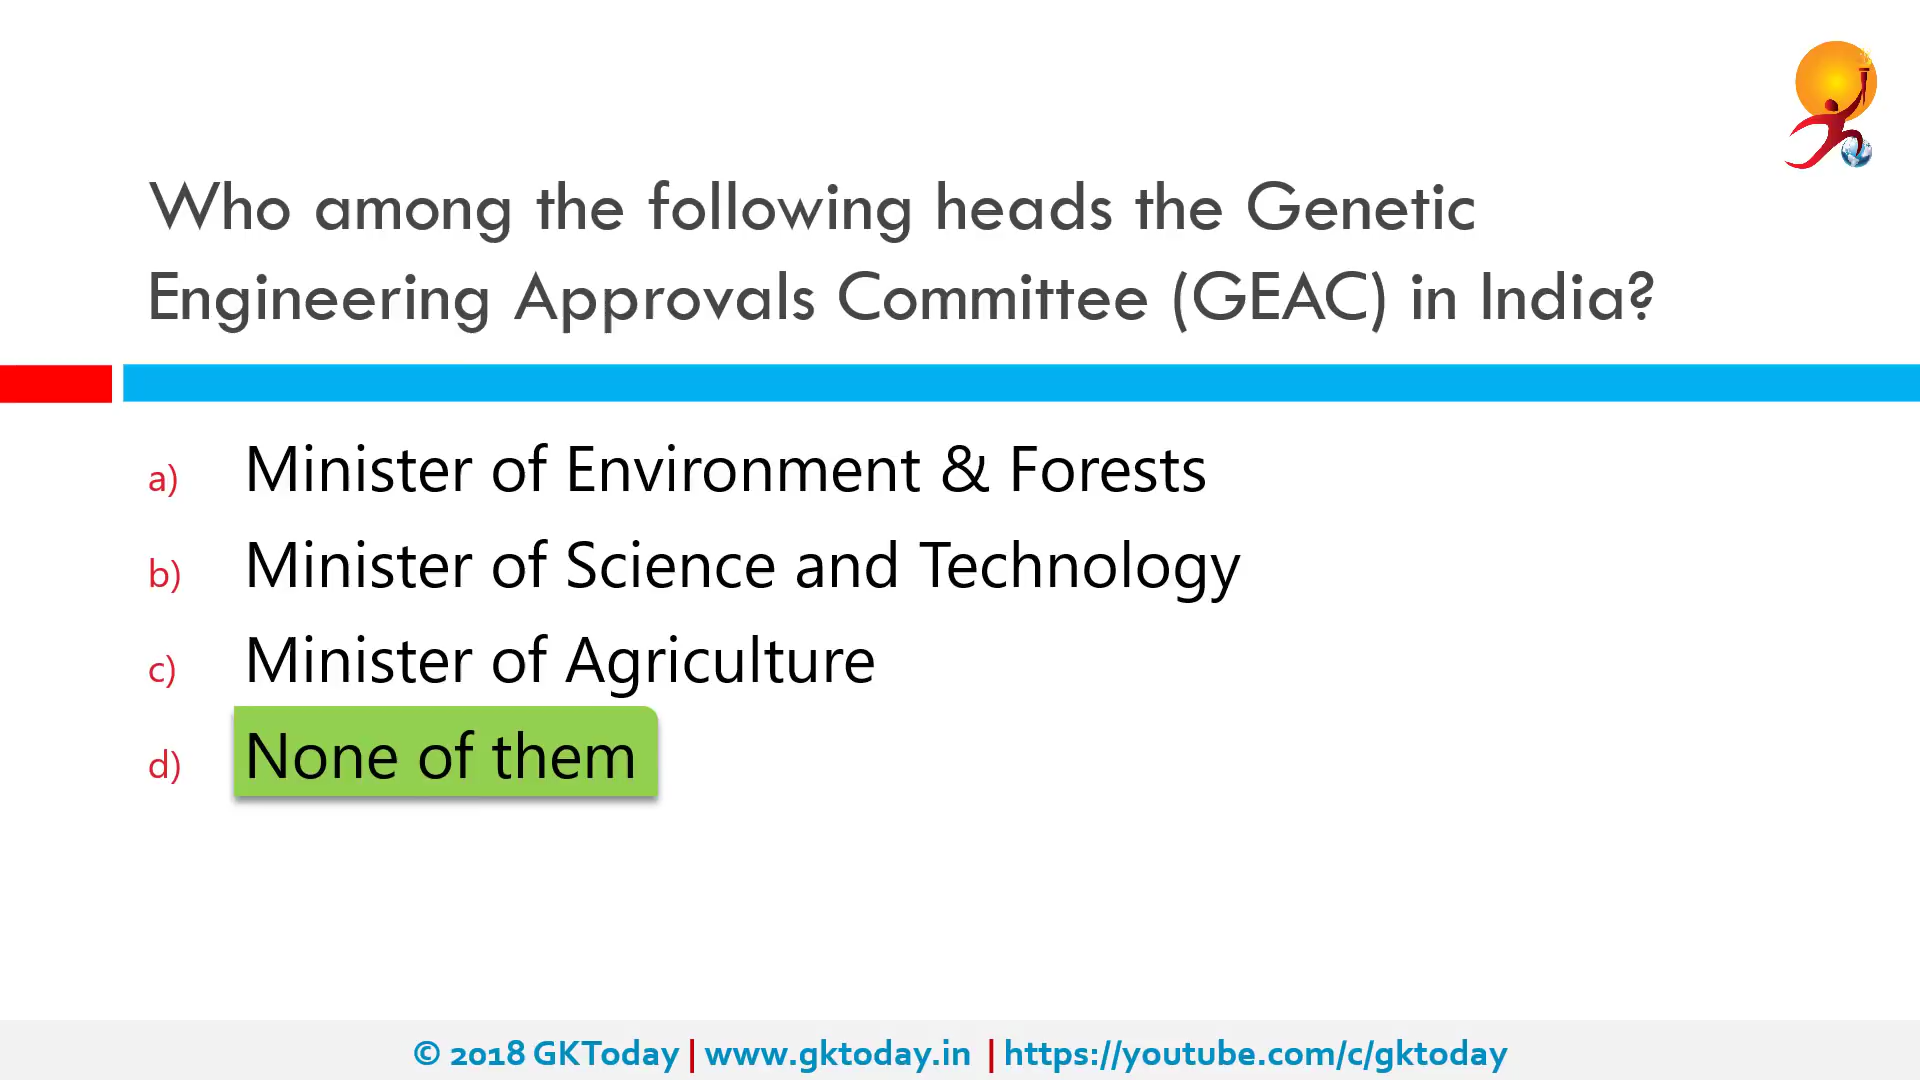 Who among the following heads the Genetic
Engineering Approvals Committee (GEAC) in India?
a) Minister of Environment & Forests
b) Minister of Science and Technology
c) Minister of Agriculture
d) None of them
© 2018 GKToday | www.gktoday.in | https://youtube.com/c/gktoday